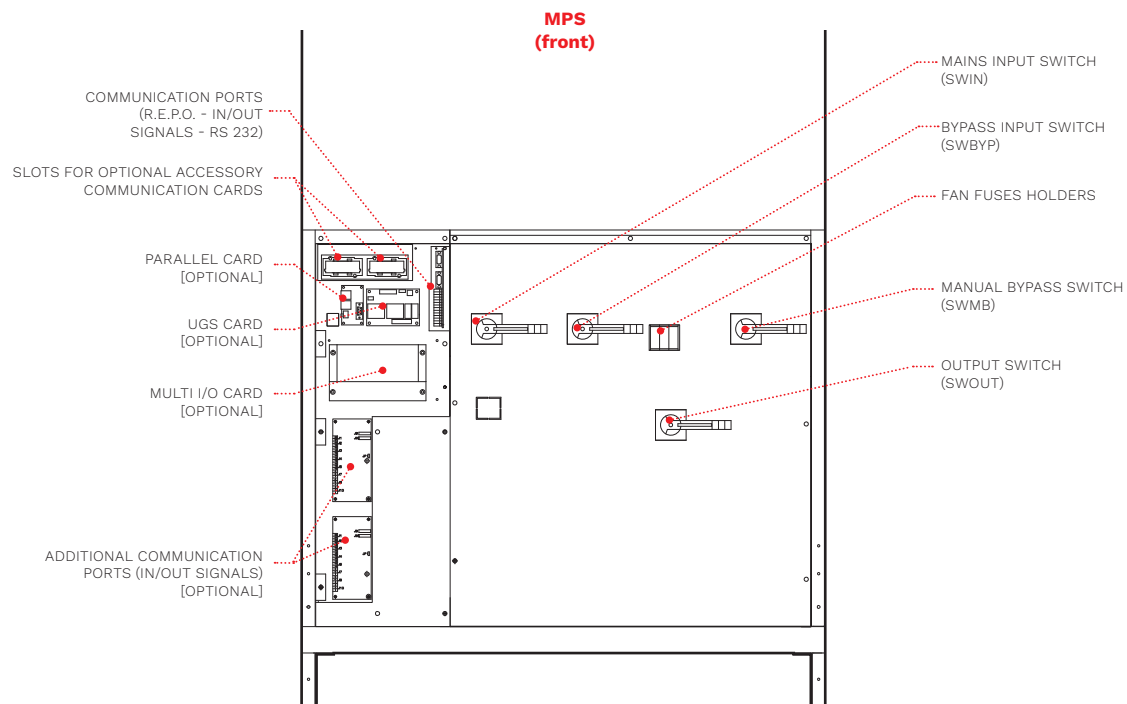 MPS
(front)
COMMUNICATION PORTS
(R.E.P.O. - IN/OUT
SIGNALS - RS 232)
SLOTS FOR OPTIONAL ACCESSORY
COMMUNICATION CARDS
PARALLEL CARD
[OPTIONAL]
UGS CARD
[OPTIONAL]
MULTI I/O CARD
[OPTIONAL]
ADDITIONAL COMMUNICATION
PORTS (IN/OUT SIGNALS)
[OPTIONAL]
MAINS INPUT SWITCH
(SWIN)
BYPASS INPUT SWITCH
(SWBYP)
FAN FUSES HOLDERS
MANUAL BYPASS SWITCH
(SWMB)
OUTPUT SWITCH
(SWOUT)